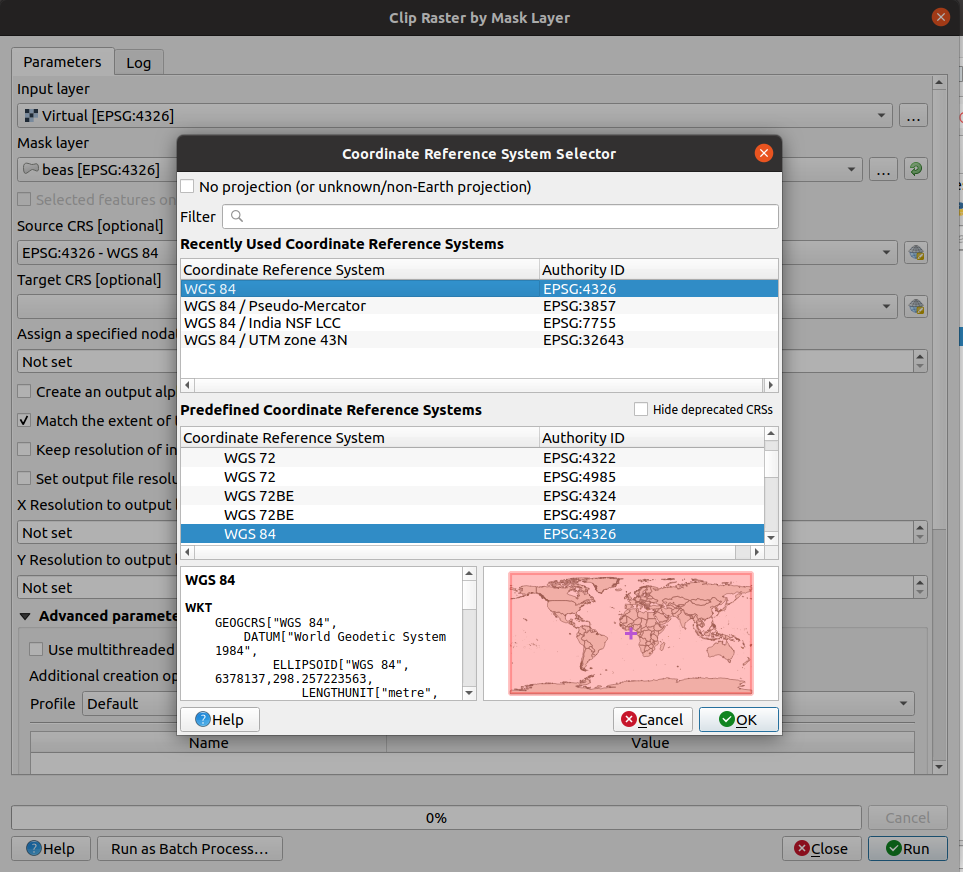 Clip Raster by Mask Layer
Parameters
Log
Input layer
Virtual [EPSG:4326]
...
Mask layer
beas [EPSG:4326]
...
Selected features on
Source CRS [optional]
EPSG:4326 - WGS 84
Target CRS [optional]
Assign a specified noda
Not set
Create an output alp
Match the extent of
Keep resolution of in
Set output file resolu
X Resolution to output
Not set
Y Resolution to output
Not set
Advanced paramete
Use multithreaded
Additional creation op
Profile Default
Name Value
0%
Cancel
Help
Run as Batch Process...
Close
Run
Coordinate Reference System Selector
No projection (or unknown/non-Earth projection)
Filter
Recently Used Coordinate Reference Systems
Coordinate Reference System Authority ID
WGS 84 EPSG:4326
WGS 84 / Pseudo-Mercator EPSG:3857
WGS 84 / India NSF LCC EPSG:7755
WGS 84 / UTM zone 43N EPSG:32643
Predefined Coordinate Reference Systems
Hide deprecated CRSs
Coordinate Reference System Authority ID
WGS 72 EPSG:4322
WGS 72 EPSG:4985
WGS 72BE EPSG:4324
WGS 72BE EPSG:4987
WGS 84 EPSG:4326
WGS 84
WKT
GEOGCRS["WGS 84",
DATUM["World Geodetic System
1984",
ELLIPSOID["WGS 84",
6378137,298.257223563,
LENGTHUNIT["metre",
Help
Cancel
OK